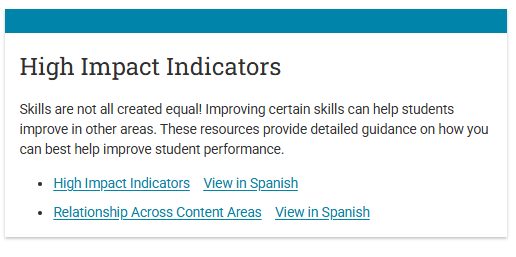 High Impact Indicators
Skills are not all created equal! Improving certain skills can help students
improve in other areas. These resources provide detailed guidance on how you
can best help improve student performance.
• High Impact Indicators View in Spanish
• Relationship Across Content Areas View in Spanish